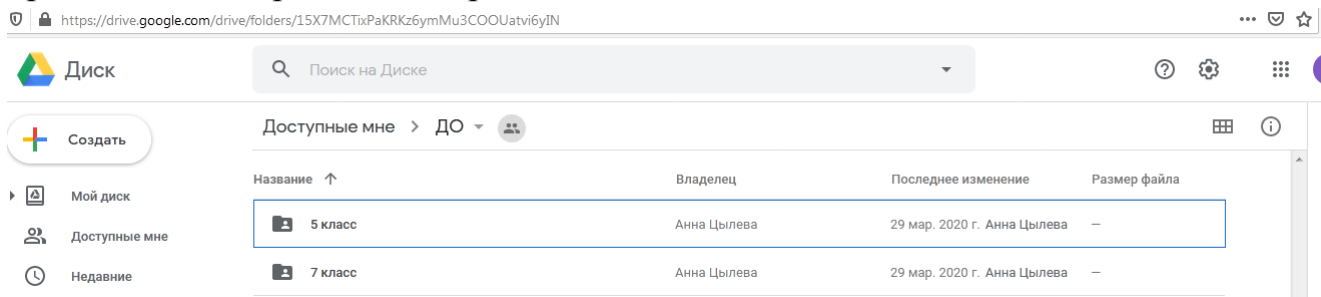 https://drive.google.com/drive/folders/15X7MCTixPaKRKz6ymMu3COOUatvi6yIN
Диск
Поиск на Диске
Создать
Доступные мне > ДО
Название ↑ Владелец Последнее изменение Размер файла
Мой диск
5 класс Анна Цылева 29 мар. 2020 г. Анна Цылева —
Доступные мне
7 класс Анна Цылева 29 мар. 2020 г. Анна Цылева —
Недавние